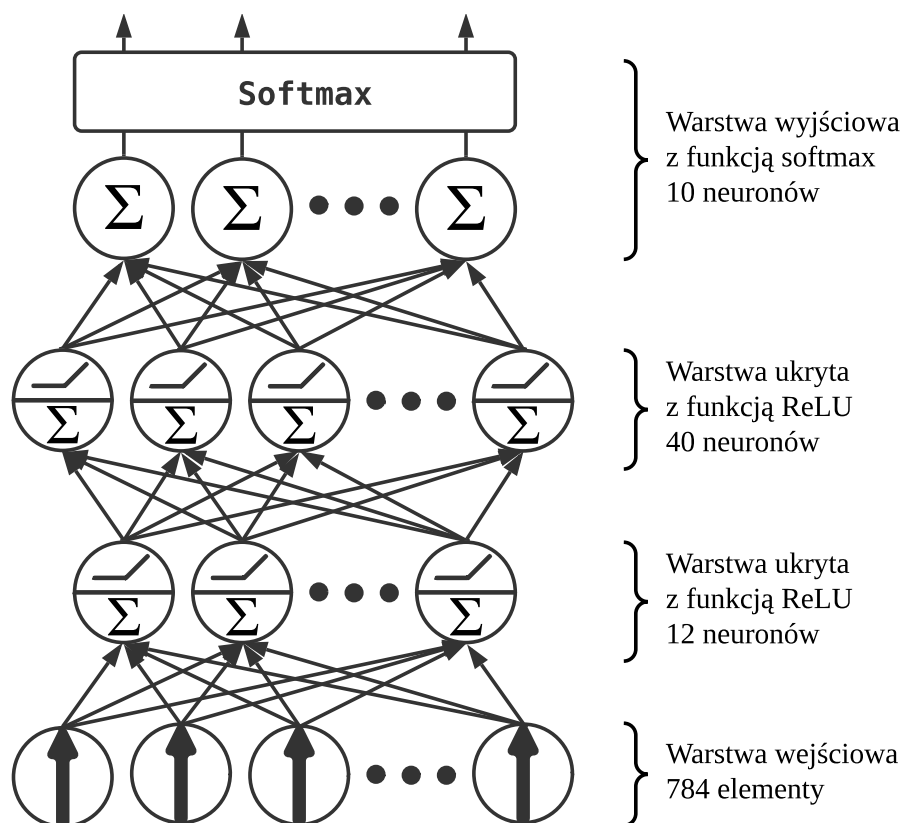 Softmax
Warstwa wyjściowa
z funkcją softmax
10 neuronów
Σ Σ Σ
Warstwa ukryta
z funkcją ReLU
40 neuronów
Σ Σ Σ Σ
Warstwa ukryta
z funkcją ReLU
12 neuronów
Σ Σ Σ
Warstwa wejściowa
784 elementy